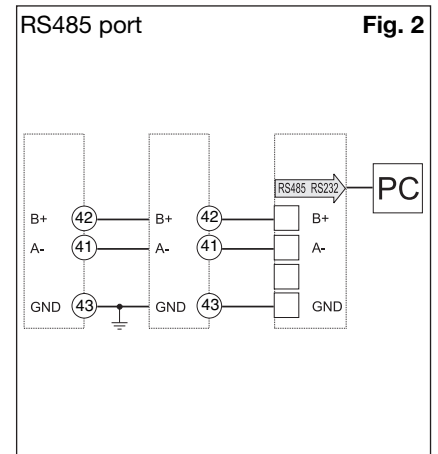 RS485 port Fig. 2
RS485 RS232 PC
B+ 42 B+ 42 B+
A- 41 A- 41 A-
GND 43 GND 43 GND